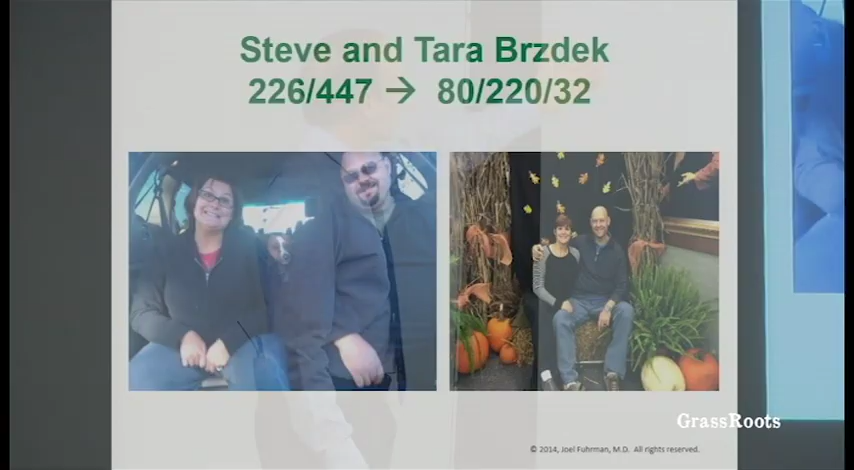 Steve and Tara Brzdek
226/447 → 80/220/32
GrassRoots
© 2014, Joel Fuhrman, M.D. All rights reserved.